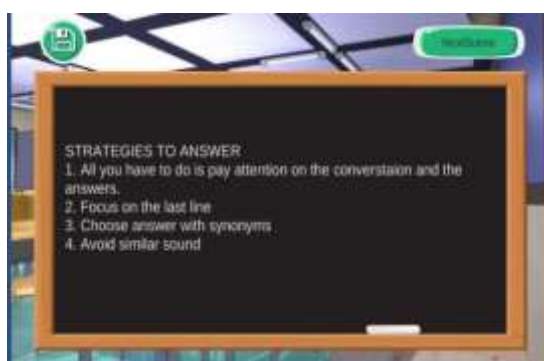 STRATEGIES TO ANSWER
1. All you have to do is pay attention on the converstaion and the
answers.
2. Focus on the last line
3. Choose answer with synonyms
4. Avoid similar sound